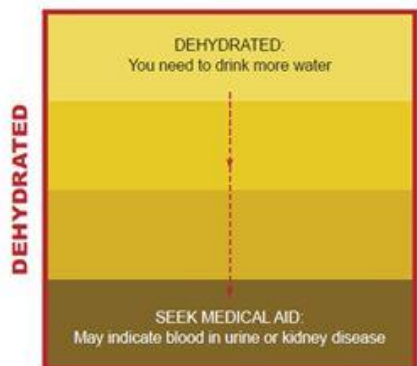 DEHYDRATED
DEHYDRATED:
You need to drink more water
SEEK MEDICAL AID:
May indicate blood in urine or kidney disease